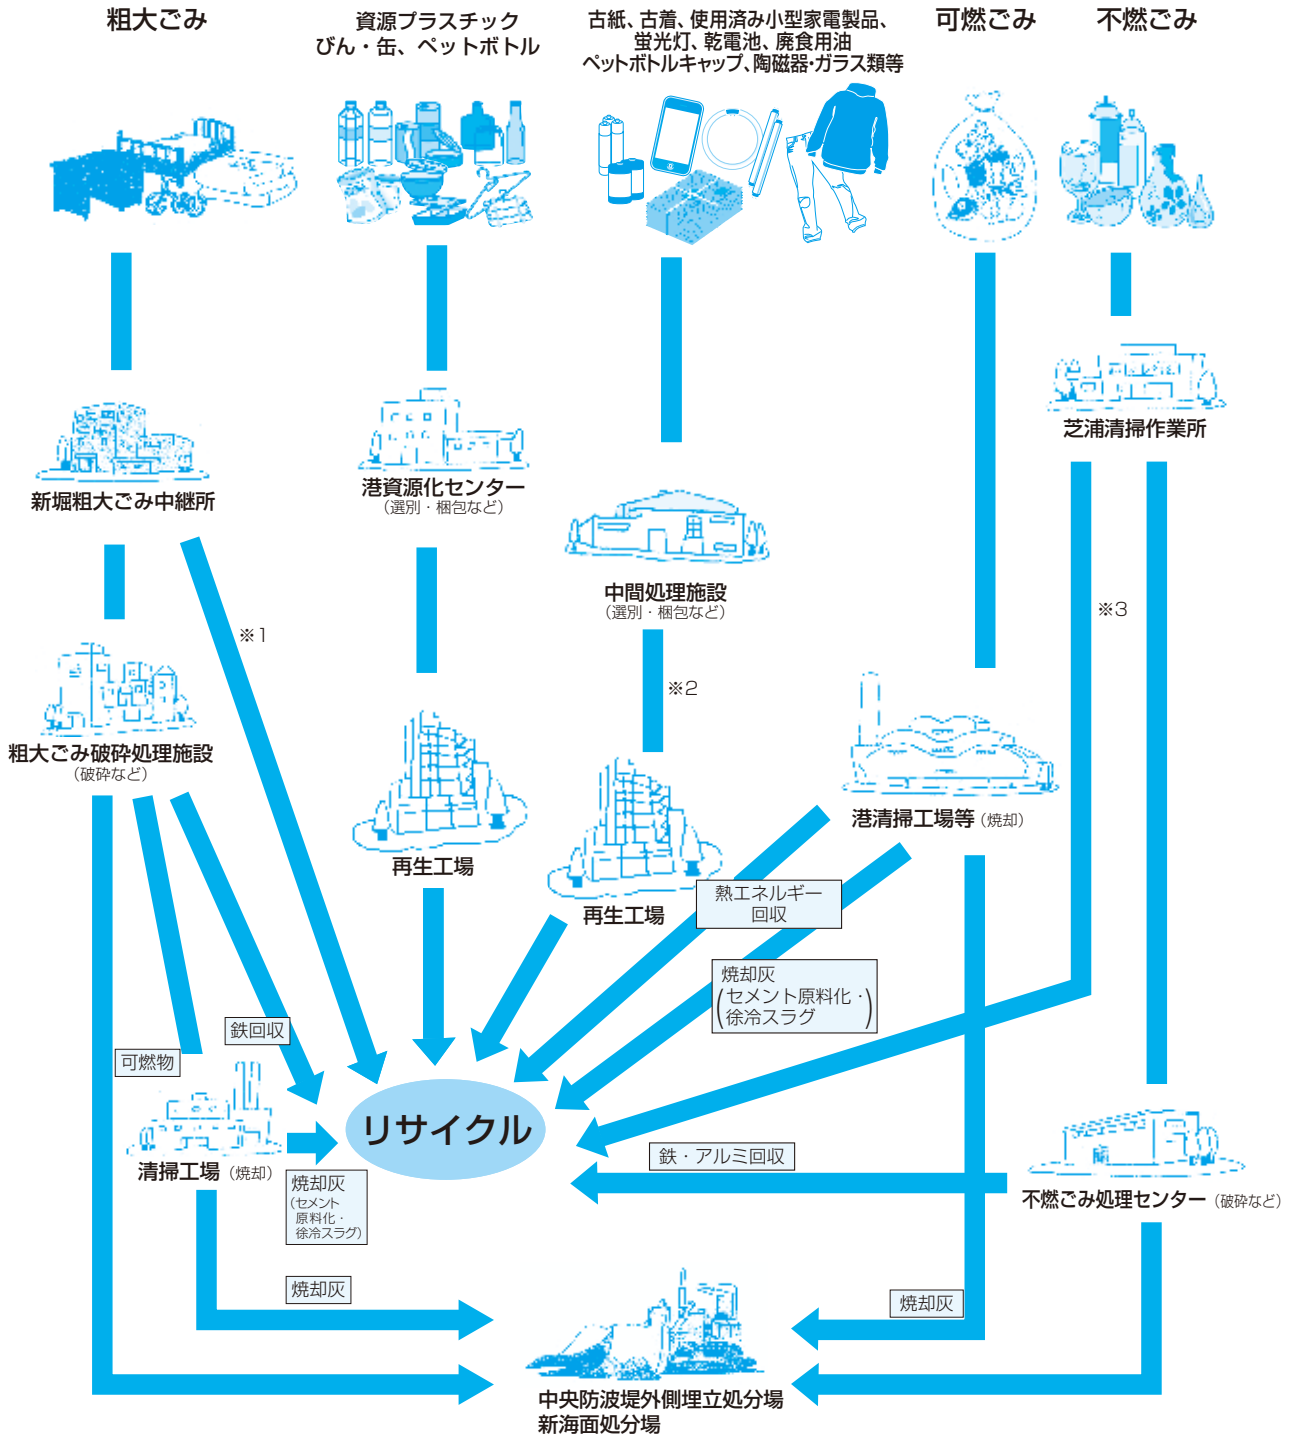 粗大ごみ
資源プラスチック
びん・缶、ペットボトル
古紙、古着、使用済み小型家電製品、
蛍光灯、乾電池、廃食用油
ペットボトルキャップ、陶磁器・ガラス類等
可燃ごみ
不燃ごみ
芝浦清掃作業所
新堀粗大ごみ中継所
港資源化センター
（選別・梱包など）
中間処理施設
（選別・梱包など）
※1
※2
※3
粗大ごみ破砕処理施設
（破砕など）
再生工場
再生工場
港清掃工場等（焼却）
熱エネルギー
回収
焼却灰
（セメント原料化・
徐冷スラグ）
鉄回収
可燃物
リサイクル
清掃工場（焼却）
焼却灰
（セメント
原料化・
徐冷スラグ）
鉄・アルミ回収
不燃ごみ処理センター（破砕など）
焼却灰
焼却灰
中央防波堤外側埋立処分場
新海面処分場